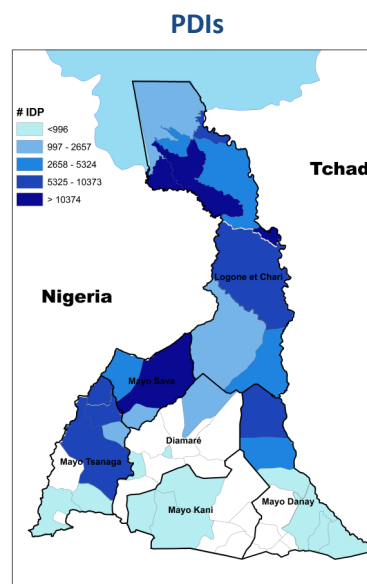 PDIs
# IDP
<996
997 - 2657
2658 - 5324
5325 - 10373
> 10374
Tchad
Logone et Chari
Nigeria
Mayo Sava
Diamaré
Mayo Tsanaga
Mayo Kani
Mayo Danay